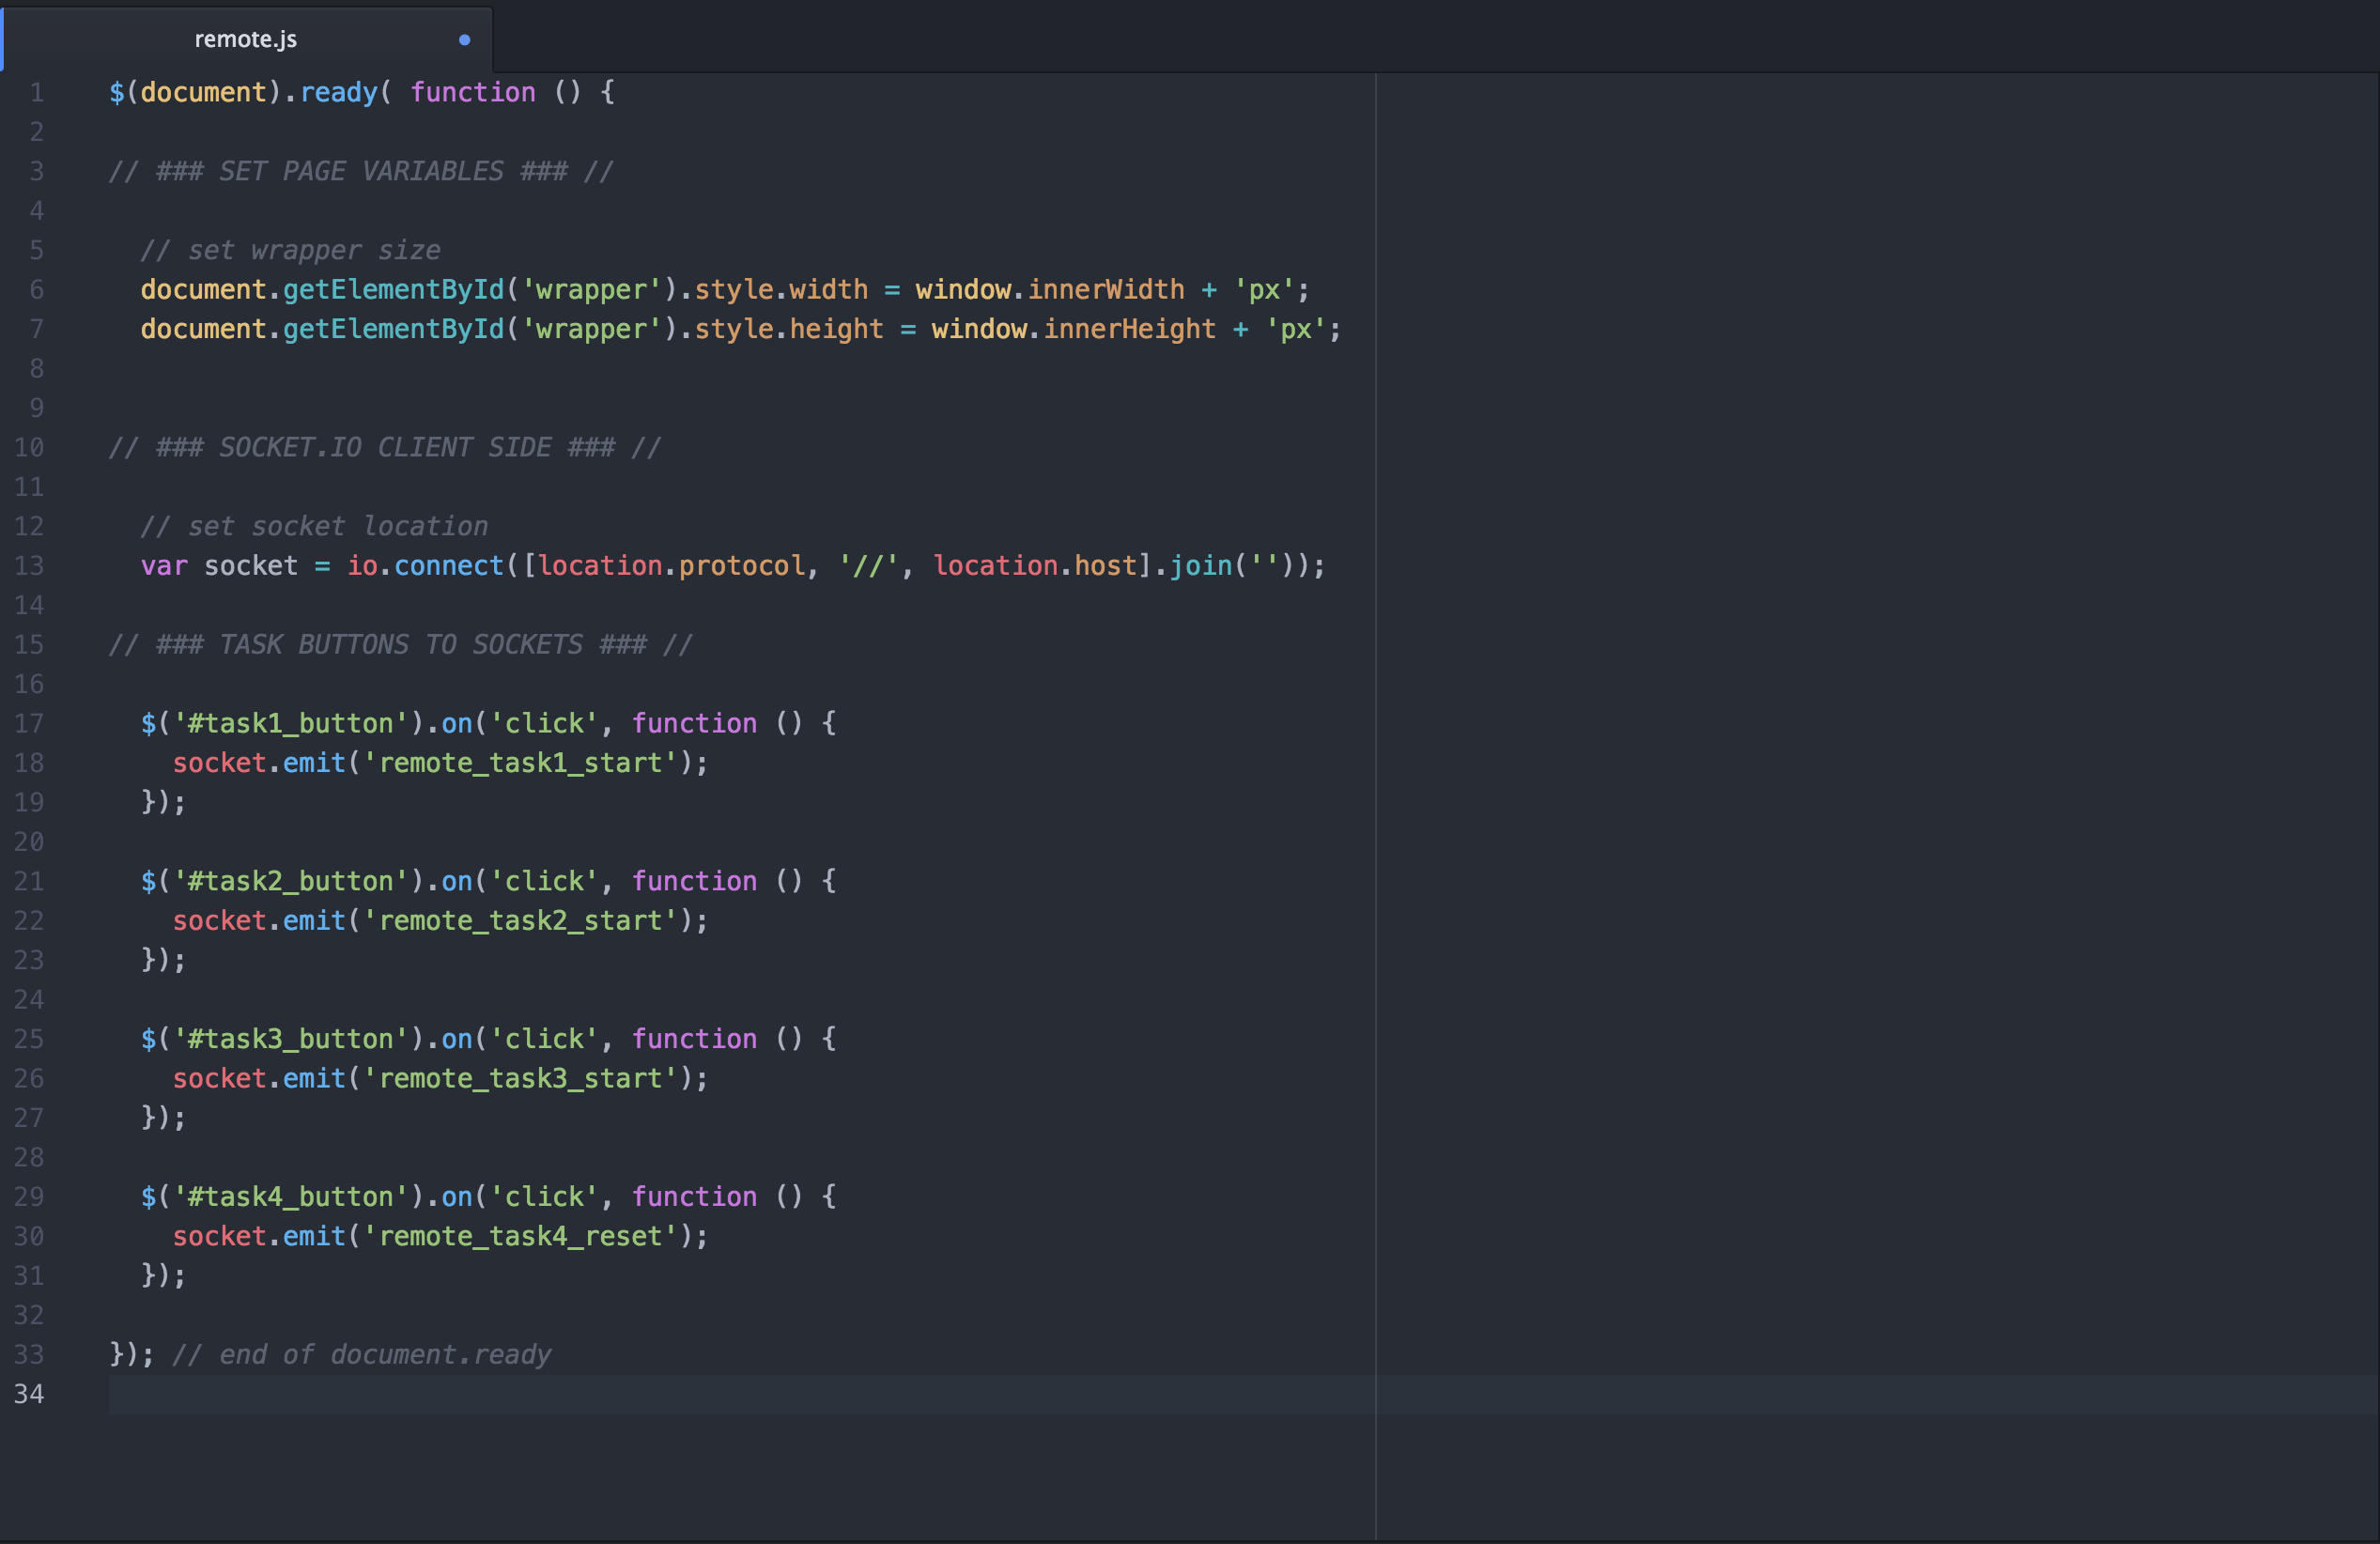 remote.js
1 $(document).ready( function () {
2
3 // ### SET PAGE VARIABLES ### //
4
5   // set wrapper size
6   document.getElementById('wrapper').style.width = window.innerWidth + 'px';
7   document.getElementById('wrapper').style.height = window.innerHeight + 'px';
8
9
10 // ### SOCKET.IO CLIENT SIDE ### //
11
12   // set socket location
13   var socket = io.connect([location.protocol, '//', location.host].join(''));
14
15 // ### TASK BUTTONS TO SOCKETS ### //
16
17   $('#task1_button').on('click', function () {
18     socket.emit('remote_task1_start');
19   });
20
21   $('#task2_button').on('click', function () {
22     socket.emit('remote_task2_start');
23   });
24
25   $('#task3_button').on('click', function () {
26     socket.emit('remote_task3_start');
27   });
28
29   $('#task4_button').on('click', function () {
30     socket.emit('remote_task4_reset');
31   });
32
33 }); // end of document.ready
34